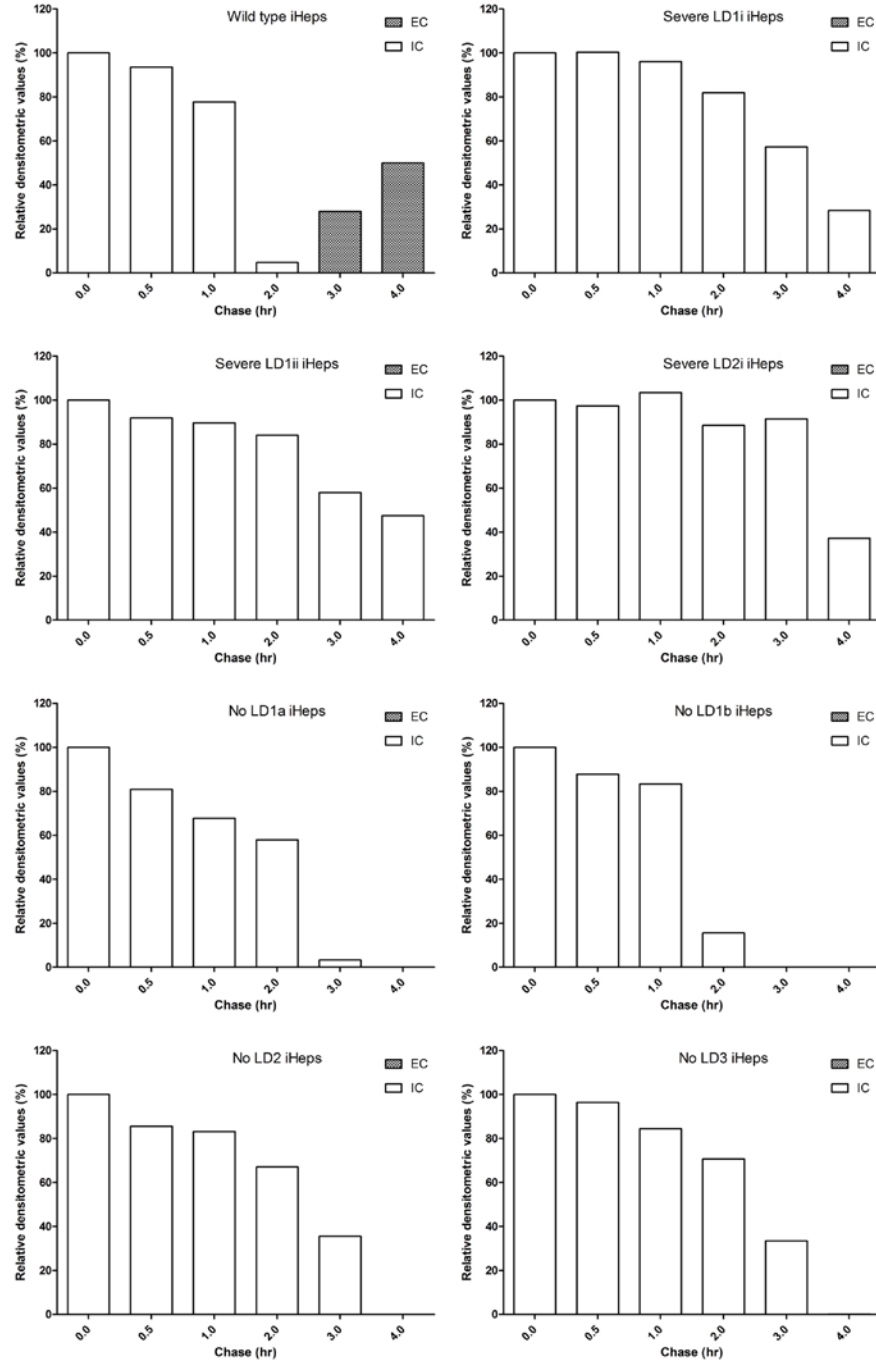 Wild type iHeps
EC
IC
Relative densitometric values (%)
120
100
80
60
40
20
0
0.0 0.5 1.0 2.0 3.0 4.0
Chase (hr)
Severe LD1i iHeps
EC
IC
Relative densitometric values (%)
120
100
80
60
40
20
0
0.0 0.5 1.0 2.0 3.0 4.0
Chase (hr)
Severe LD1ii iHeps
EC
IC
Relative densitometric values (%)
120
100
80
60
40
20
0
0.0 0.5 1.0 2.0 3.0 4.0
Chase (hr)
Severe LD2i iHeps
EC
IC
Relative densitometric values (%)
120
100
80
60
40
20
0
0.0 0.5 1.0 2.0 3.0 4.0
Chase (hr)
No LD1a iHeps
EC
IC
Relative densitometric values (%)
120
100
80
60
40
20
0
0.0 0.5 1.0 2.0 3.0 4.0
Chase (hr)
No LD1b iHeps
EC
IC
Relative densitometric values (%)
120
100
80
60
40
20
0
0.0 0.5 1.0 2.0 3.0 4.0
Chase (hr)
No LD2 iHeps
EC
IC
Relative densitometric values (%)
120
100
80
60
40
20
0
0.0 0.5 1.0 2.0 3.0 4.0
Chase (hr)
No LD3 iHeps
EC
IC
Relative densitometric values (%)
120
100
80
60
40
20
0
0.0 0.5 1.0 2.0 3.0 4.0
Chase (hr)